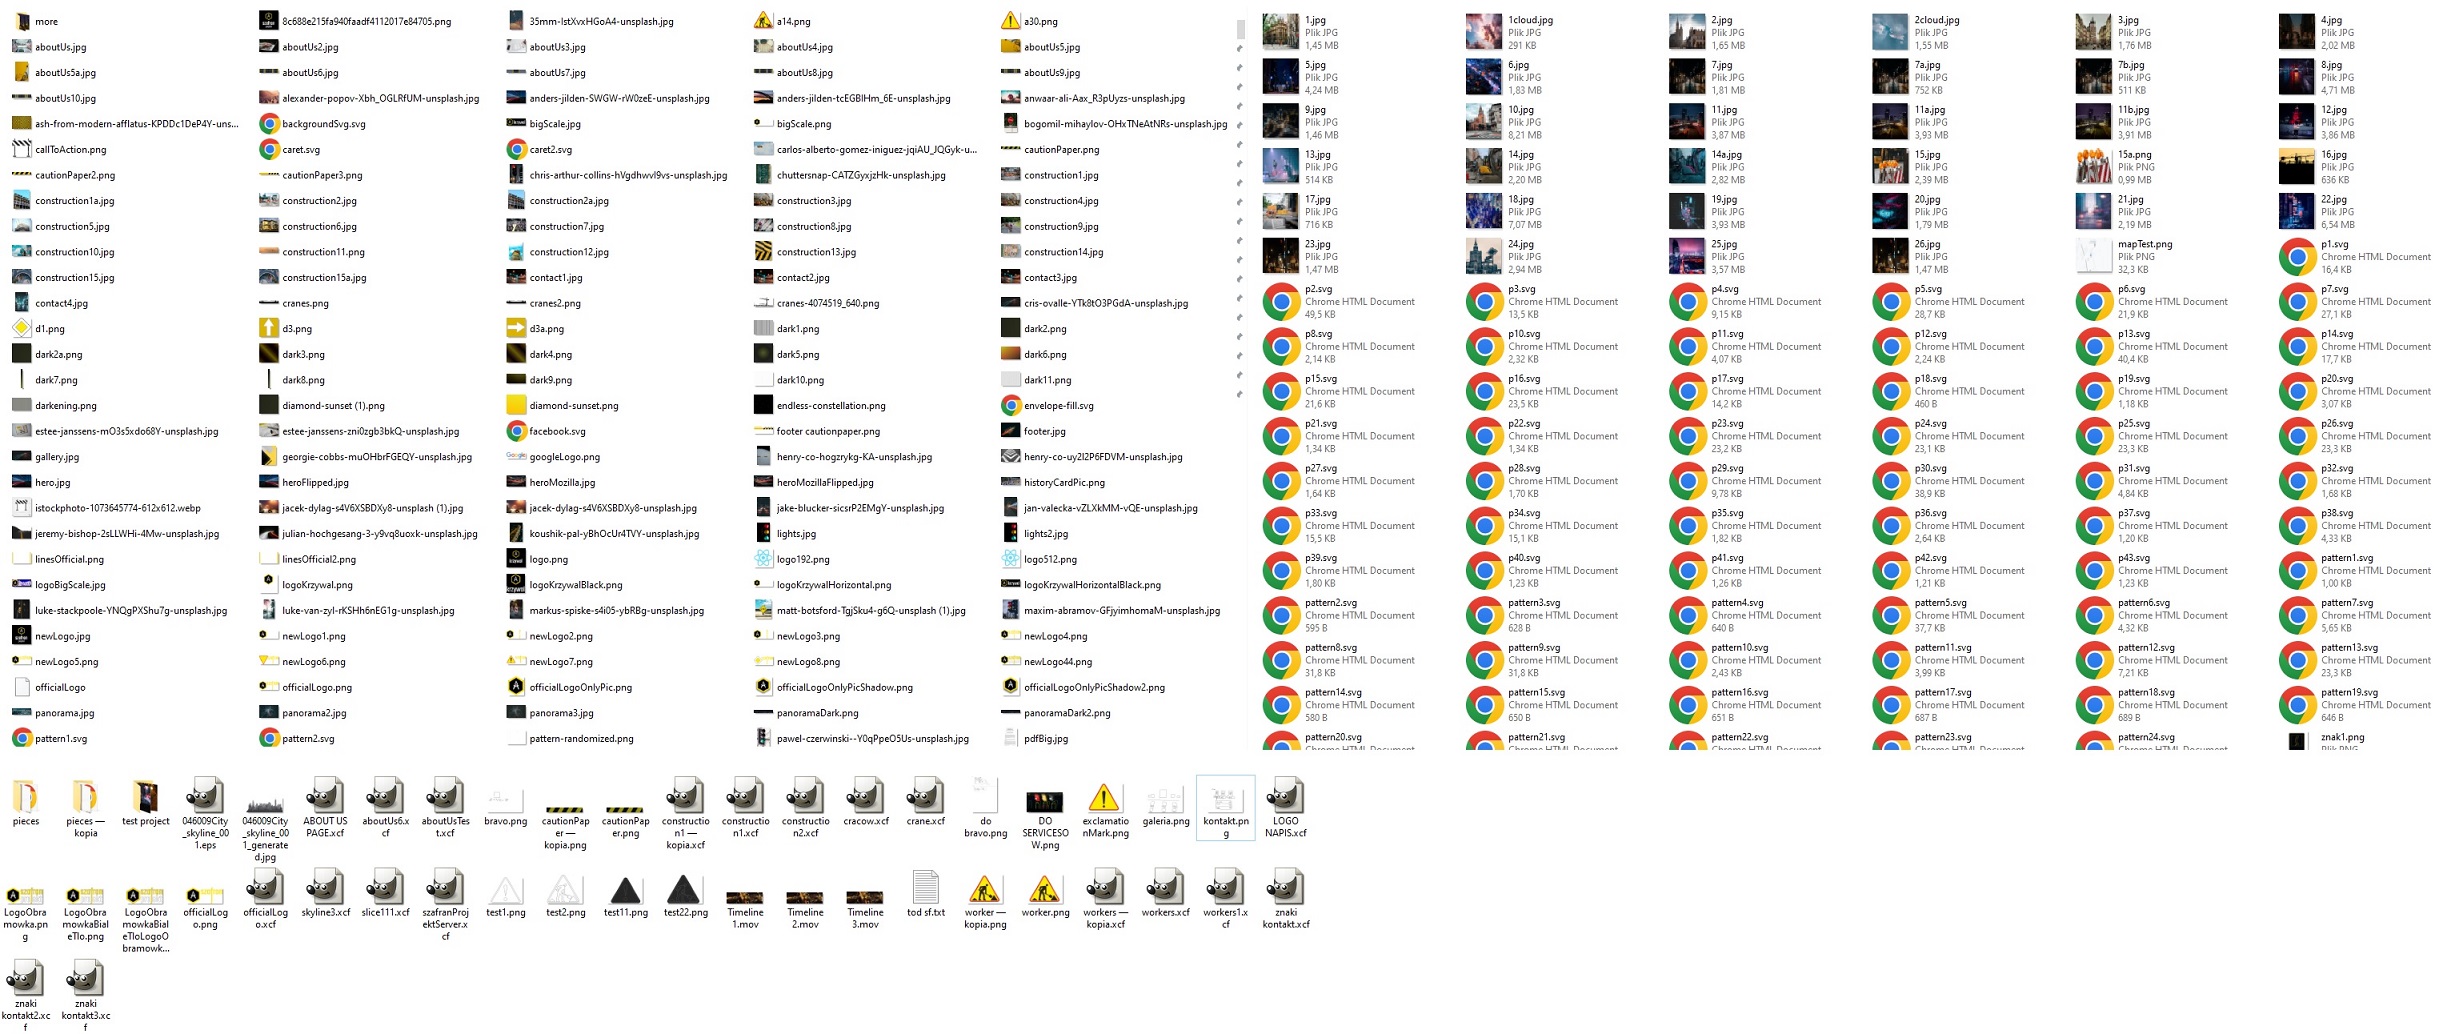 more
8c688e215fa940faadf4112017e84705.png
35mm-IstXvxHGoA4-unsplash.jpg
a14.png
a30.png
aboutUs.jpg
aboutUs2.jpg
aboutUs3.jpg
aboutUs4.jpg
aboutUs5.jpg
aboutUs5a.jpg
aboutUs6.jpg
aboutUs7.jpg
aboutUs8.jpg
aboutUs9.jpg
aboutUs10.jpg
alexander-popov-Xbh_OGLRfUM-unsplash.jpg
anders-jilden-SWGW-rW0zeE-unsplash.jpg
anders-jilden-tcEGBlHm_6E-unsplash.jpg
anwaar-ali-Aax_R3pUyzs-unsplash.jpg
ash-from-modern-afflatus-KPDDc1DeP4Y-uns...
backgroundSvg.svg
bigScale.jpg
bigScale.png
bogomil-mihaylov-OHxTNeAtNRs-unsplash.jpg
callToAction.png
caret.svg
caret2.svg
carlos-alberto-gomez-iniguez-jqiAU_JQGyk-u...
cautionPaper.png
cautionPaper2.png
cautionPaper3.png
chris-arthur-collins-hVgdhwvl9vs-unsplash.jpg
chuttersnap-CATZGyxjzHk-unsplash.jpg
construction1.jpg
construction1a.jpg
construction2.jpg
construction2a.jpg
construction3.jpg
construction4.jpg
construction5.jpg
construction6.jpg
construction7.jpg
construction8.jpg
construction9.jpg
construction10.jpg
construction11.png
construction12.jpg
construction13.jpg
construction14.jpg
construction15.jpg
construction15a.jpg
contact1.jpg
contact2.jpg
contact3.jpg
contact4.jpg
cranes.png
cranes2.png
cranes-4074519_640.png
cris-ovalle-YTk8tO3PGdA-unsplash.jpg
d1.png
d3.png
d3a.png
dark1.png
dark2.png
dark2a.png
dark3.png
dark4.png
dark5.png
dark6.png
dark7.png
dark8.png
dark9.png
dark10.png
dark11.png
darkening.png
diamond-sunset (1).png
diamond-sunset.png
endless-constellation.png
envelope-fill.svg
estee-janssens-mO3s5xdo68Y-unsplash.jpg
estee-janssens-zni0zgb3bkQ-unsplash.jpg
facebook.svg
footer cautionpaper.png
footer.jpg
gallery.jpg
georgie-cobbs-muOHbrFGEQY-unsplash.jpg
googleLogo.png
henry-co-hogzrykg-KA-unsplash.jpg
henry-co-uy2I2P6FDVM-unsplash.jpg
hero.jpg
heroFlipped.jpg
heroMozilla.jpg
heroMozillaFlipped.jpg
historyCardPic.png
istockphoto-1073645774-612x612.webp
jacek-dylag-s4V6XSBDXy8-unsplash (1).jpg
jacek-dylag-s4V6XSBDXy8-unsplash.jpg
jake-blucker-sicsrP2EMgY-unsplash.jpg
jan-valecka-vZLXkMM-vQE-unsplash.jpg
jeremy-bishop-2sLLWHi-4Mw-unsplash.jpg
julian-hochgesang-3-y9vq8uoxk-unsplash.jpg
koushik-pal-yBhOcUr4TVY-unsplash.jpg
lights.jpg
lights2.jpg
linesOfficial.png
linesOfficial2.png
logo.png
logo192.png
logo512.png
logoBigScale.jpg
logoKrzywal.png
logoKrzywalBlack.png
logoKrzywalHorizontal.png
logoKrzywalHorizontalBlack.png
luke-stackpoole-YNQgPXShu7g-unsplash.jpg
luke-van-zyl-rKSHh6nEG1g-unsplash.jpg
markus-spiske-s4i05-ybRBg-unsplash.jpg
matt-botsford-TgjSku4-g6Q-unsplash (1).jpg
maxim-abramov-GFjyimhomaM-unsplash.jpg
newLogo.jpg
newLogo1.png
newLogo2.png
newLogo3.png
newLogo4.png
newLogo5.png
newLogo6.png
newLogo7.png
newLogo8.png
newLogo44.png
officialLogo
officialLogo.png
officialLogoOnlyPic.png
officialLogoOnlyPicShadow.png
officialLogoOnlyPicShadow2.png
panorama.jpg
panorama2.jpg
panorama3.jpg
panoramaDark.png
panoramaDark2.png
pattern1.svg
pattern2.svg
pattern-randomized.png
pawel-czerwinski--Y0qPpeO5Us-unsplash.jpg
pdfBig.jpg
1.jpg
Plik JPG
1,45 MB
1cloud.jpg
Plik JPG
291 KB
2.jpg
Plik JPG
1,65 MB
2cloud.jpg
Plik JPG
1,55 MB
3.jpg
Plik JPG
1,76 MB
4.jpg
Plik JPG
2,02 MB
5.jpg
Plik JPG
4,24 MB
6.jpg
Plik JPG
1,83 MB
7.jpg
Plik JPG
1,81 MB
7a.jpg
Plik JPG
752 KB
7b.jpg
Plik JPG
511 KB
8.jpg
Plik JPG
4,71 MB
9.jpg
Plik JPG
1,46 MB
10.jpg
Plik JPG
8,21 MB
11.jpg
Plik JPG
3,87 MB
11a.jpg
Plik JPG
3,93 MB
11b.jpg
Plik JPG
3,91 MB
12.jpg
Plik JPG
3,86 MB
13.jpg
Plik JPG
514 KB
14.jpg
Plik JPG
2,20 MB
14a.jpg
Plik JPG
2,82 MB
15.jpg
Plik JPG
2,39 MB
15a.png
Plik PNG
0,99 MB
16.jpg
Plik JPG
636 KB
17.jpg
Plik JPG
716 KB
18.jpg
Plik JPG
7,07 MB
19.jpg
Plik JPG
3,93 MB
20.jpg
Plik JPG
1,79 MB
21.jpg
Plik JPG
2,19 MB
22.jpg
Plik JPG
6,54 MB
23.jpg
Plik JPG
1,47 MB
24.jpg
Plik JPG
2,94 MB
25.jpg
Plik JPG
3,57 MB
26.jpg
Plik JPG
1,47 MB
mapTest.png
Plik PNG
32,3 KB
p1.svg
Chrome HTML Document
16,4 KB
p2.svg
Chrome HTML Document
49,5 KB
p3.svg
Chrome HTML Document
13,5 KB
p4.svg
Chrome HTML Document
9,15 KB
p5.svg
Chrome HTML Document
28,7 KB
p6.svg
Chrome HTML Document
21,9 KB
p7.svg
Chrome HTML Document
27,1 KB
p8.svg
Chrome HTML Document
2,14 KB
p10.svg
Chrome HTML Document
2,32 KB
p11.svg
Chrome HTML Document
4,07 KB
p12.svg
Chrome HTML Document
2,24 KB
p13.svg
Chrome HTML Document
40,4 KB
p14.svg
Chrome HTML Document
17,7 KB
p15.svg
Chrome HTML Document
21,6 KB
p16.svg
Chrome HTML Document
23,5 KB
p17.svg
Chrome HTML Document
14,2 KB
p18.svg
Chrome HTML Document
460 B
p19.svg
Chrome HTML Document
1,18 KB
p20.svg
Chrome HTML Document
3,07 KB
p21.svg
Chrome HTML Document
1,34 KB
p22.svg
Chrome HTML Document
1,34 KB
p23.svg
Chrome HTML Document
23,2 KB
p24.svg
Chrome HTML Document
23,1 KB
p25.svg
Chrome HTML Document
23,3 KB
p26.svg
Chrome HTML Document
23,3 KB
p27.svg
Chrome HTML Document
1,64 KB
p28.svg
Chrome HTML Document
1,70 KB
p29.svg
Chrome HTML Document
9,78 KB
p30.svg
Chrome HTML Document
38,9 KB
p31.svg
Chrome HTML Document
4,84 KB
p32.svg
Chrome HTML Document
1,68 KB
p33.svg
Chrome HTML Document
15,5 KB
p34.svg
Chrome HTML Document
15,1 KB
p35.svg
Chrome HTML Document
1,82 KB
p36.svg
Chrome HTML Document
2,64 KB
p37.svg
Chrome HTML Document
1,20 KB
p38.svg
Chrome HTML Document
4,33 KB
p39.svg
Chrome HTML Document
1,80 KB
p40.svg
Chrome HTML Document
1,23 KB
p41.svg
Chrome HTML Document
1,26 KB
p42.svg
Chrome HTML Document
1,21 KB
p43.svg
Chrome HTML Document
1,23 KB
pattern1.svg
Chrome HTML Document
1,00 KB
pattern2.svg
Chrome HTML Document
595 B
pattern3.svg
Chrome HTML Document
628 B
pattern4.svg
Chrome HTML Document
640 B
pattern5.svg
Chrome HTML Document
37,7 KB
pattern6.svg
Chrome HTML Document
4,32 KB
pattern7.svg
Chrome HTML Document
5,65 KB
pattern8.svg
Chrome HTML Document
31,8 KB
pattern9.svg
Chrome HTML Document
31,8 KB
pattern10.svg
Chrome HTML Document
2,43 KB
pattern11.svg
Chrome HTML Document
3,99 KB
pattern12.svg
Chrome HTML Document
7,21 KB
pattern13.svg
Chrome HTML Document
23,3 KB
pattern14.svg
Chrome HTML Document
580 B
pattern15.svg
Chrome HTML Document
650 B
pattern16.svg
Chrome HTML Document
651 B
pattern17.svg
Chrome HTML Document
687 B
pattern18.svg
Chrome HTML Document
689 B
pattern19.svg
Chrome HTML Document
646 B
pattern20.svg
Chrome HTML Document
pattern21.svg
Chrome HTML Document
pattern22.svg
Chrome HTML Document
pattern23.svg
Chrome HTML Document
pattern24.svg
Chrome HTML Document
znak1.png
Plik PNG
pieces
pieces —
kopia
test project
046009City
_skyline_00
1.eps
046009City
_skyline_00
1_generate
d.jpg
ABOUT US
PAGE.xcf
aboutUs6.x
cf
aboutUsTes
t.xcf
bravo.png
cautionPap
er —
kopia.png
cautionPap
er.png
constructio
n1 —
kopia.xcf
constructio
n1.xcf
constructio
n2.xcf
cracow.xcf
crane.xcf
do
bravo.png
DO
SERVICESO
W.png
exclamatio
nMark.png
galeria.png
kontakt.pn
g
LOGO
NAPIS.xcf
LogoObra
mowka.pn
g
LogoObra
mowkaBial
eTlo.png
LogoObra
mowkaBial
eTloLogoO
bramowk...
officialLog
o.png
officialLog
o.xcf
skyline3.xcf
slice111.xcf
szafranProj
ektServer.x
cf
test1.png
test2.png
test11.png
test22.png
Timeline
1.mov
Timeline
2.mov
Timeline
3.mov
tod sf.txt
worker —
kopia.png
worker.png
workers —
kopia.xcf
workers.xcf
workers1.x
cf
znaki
kontakt.xcf
znaki
kontakt2.xc
f
znaki
kontakt3.xc
f